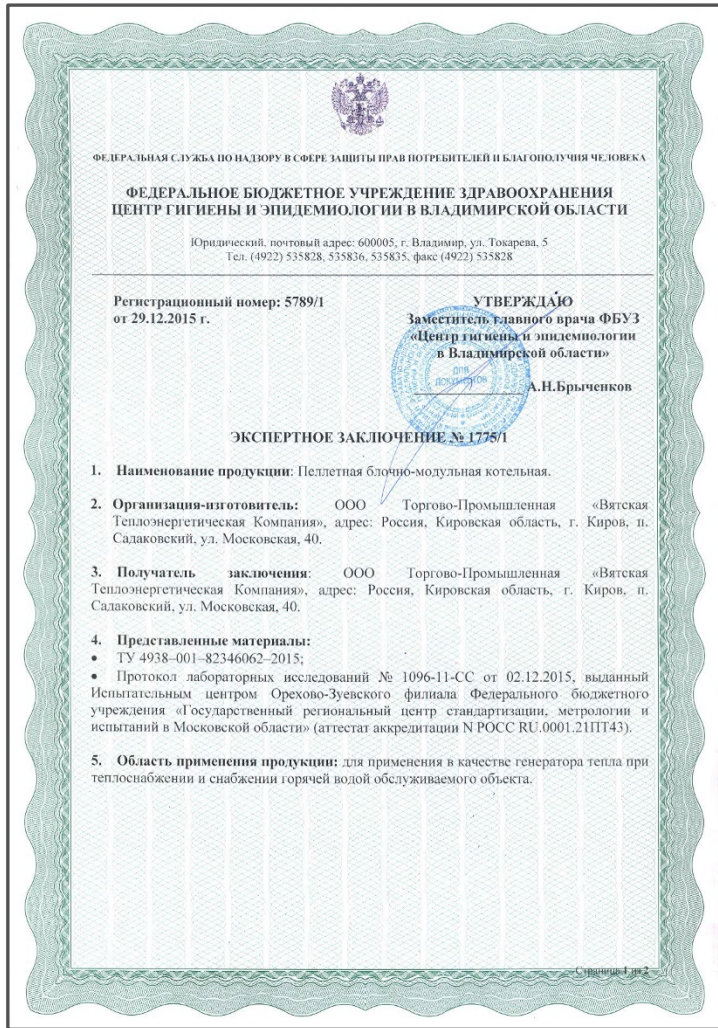 ФЕДЕРАЛЬНАЯ СЛУЖБА ПО НАДЗОРУ В СФЕРЕ ЗАЩИТЫ ПРАВ ПОТРЕБИТЕЛЕЙ И БЛАГОПОЛУЧИЯ ЧЕЛОВЕКА
ФЕДЕРАЛЬНОЕ БЮДЖЕТНОЕ УЧРЕЖДЕНИЕ ЗДРАВООХРАНЕНИЯ
ЦЕНТР ГИГИЕНЫ И ЭПИДЕМИОЛОГИИ В ВЛАДИМИРСКОЙ ОБЛАСТИ
Юридический, почтовый адрес: 600005, г. Владимир, ул. Токарева, 5
Тел. (4922) 535828, 535836, 535835, факс (4922) 535828
Регистрационный номер: 5789/1
от 29.12.2015 г.
УТВЕРЖДАЮ
Заместитель главного врача ФБУЗ
«Центр гигиены и эпидемиологии
в Владимирской области»
А.Н.Брыченков
ДЛЯ
ДОКУМЕНТОВ
ЭКСПЕРТНОЕ ЗАКЛЮЧЕНИЕ № 1775/1
1. Наименование продукции: Пеллетная блочно-модульная котельная.
2. Организация-изготовитель: ООО Торгово-Промышленная «Вятская
Теплоэнергетическая Компания», адрес: Россия, Кировская область, г. Киров, п.
Садаковский, ул. Московская, 40.
3. Получатель заключения: ООО Торгово-Промышленная «Вятская
Теплоэнергетическая Компания», адрес: Россия, Кировская область, г. Киров, п.
Садаковский, ул. Московская, 40.
4. Представленные материалы:
• ТУ 4938–001–82346062–2015;
• Протокол лабораторных исследований № 1096-11-СС от 02.12.2015, выданный
Испытательным центром Орехово-Зуевского филиала Федерального бюджетного
учреждения «Государственный региональный центр стандартизации, метрологии и
испытаний в Московской области» (аттестат аккредитации N РОСС RU.0001.21ПТ43).
5. Область применения продукции: для применения в качестве генератора тепла при
теплоснабжении и снабжении горячей водой обслуживаемого объекта.
Страница 1 из 2